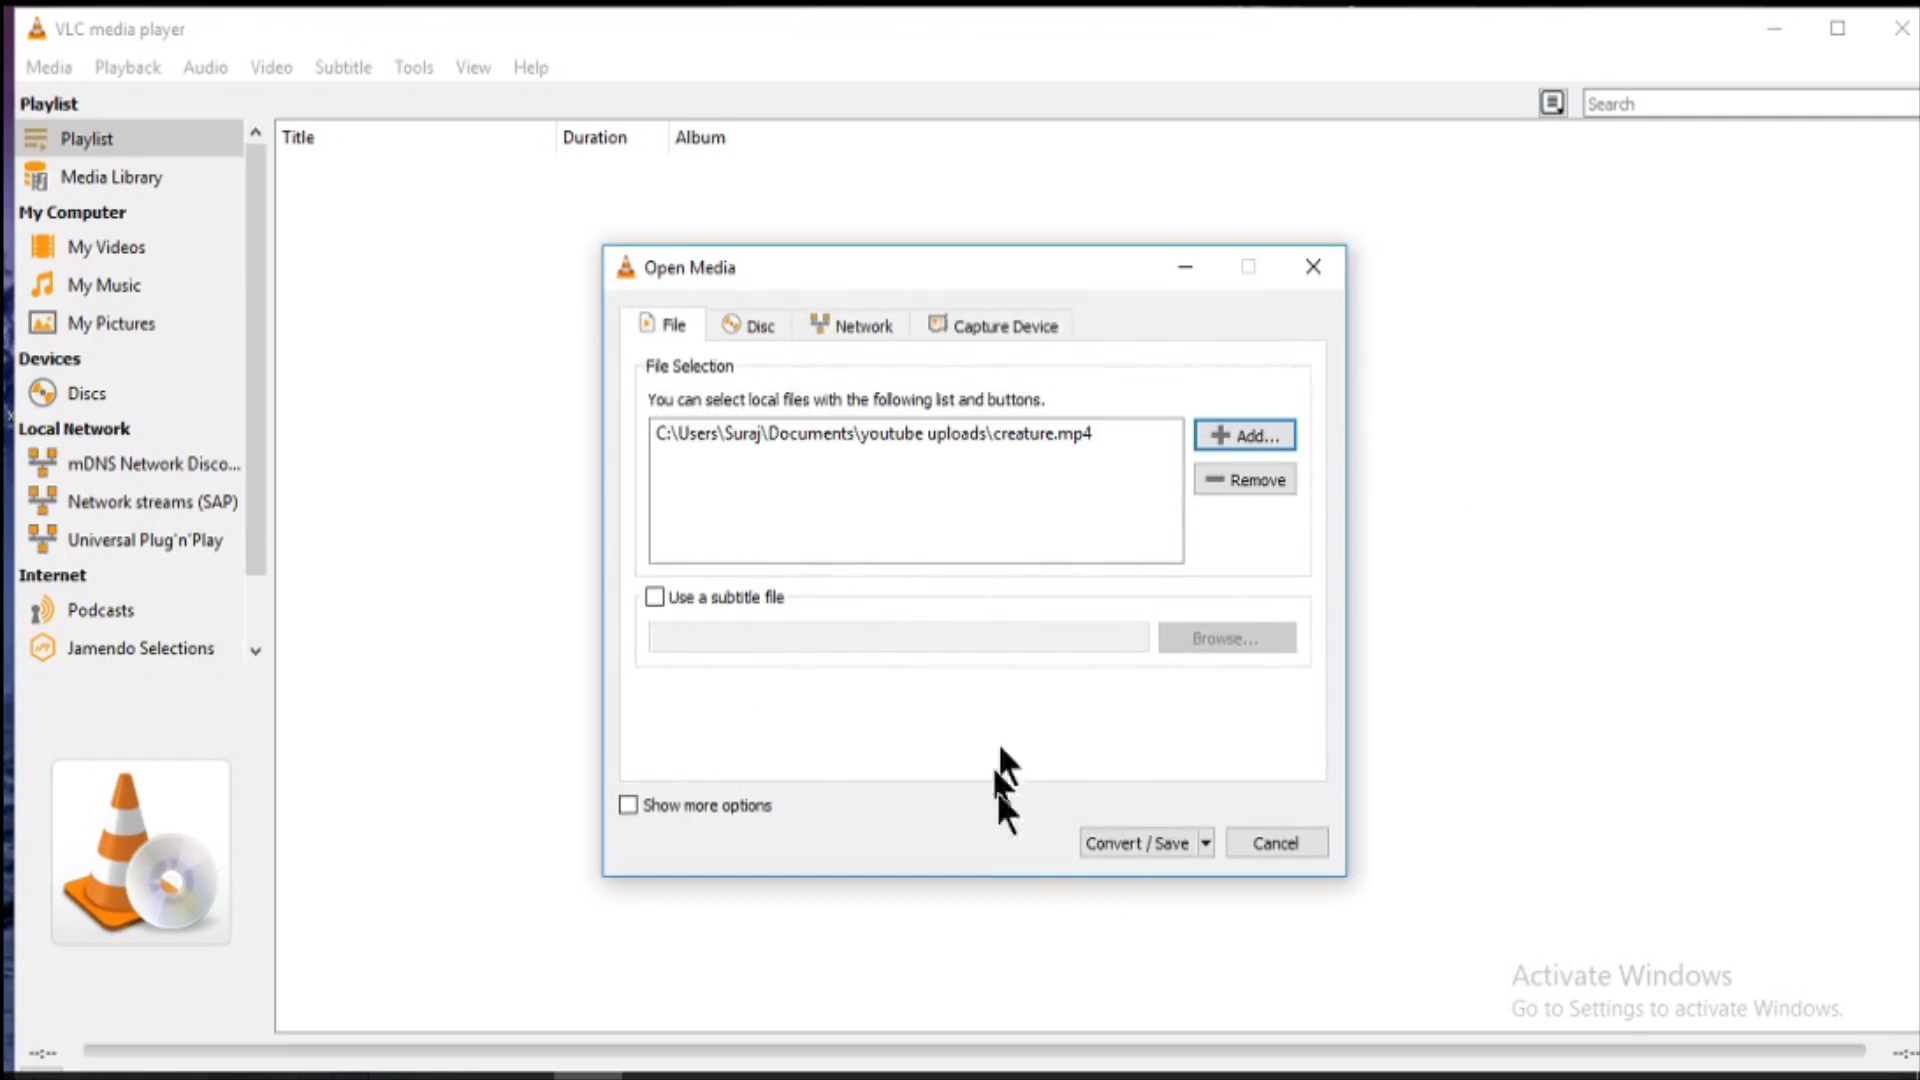 VLC media player
Media Playback Audio Video Subtitle Tools View Help
Playlist
Search
Playlist
Media Library
My Computer
My Videos
My Music
My Pictures
Devices
Discs
Local Network
mDNS Network Disco...
Network streams (SAP)
Universal Plug'n'Play
Internet
Podcasts
Jamendo Selections
Title Duration Album
Open Media
File Disc Network Capture Device
File Selection
You can select local files with the following list and buttons.
C:\Users\Suraj\Documents\youtube uploads\creature.mp4
Add...
Remove
Use a subtitle file
Browse...
Show more options
Convert / Save Cancel
Activate Windows
Go to Settings to activate Windows.
--:-- --:--